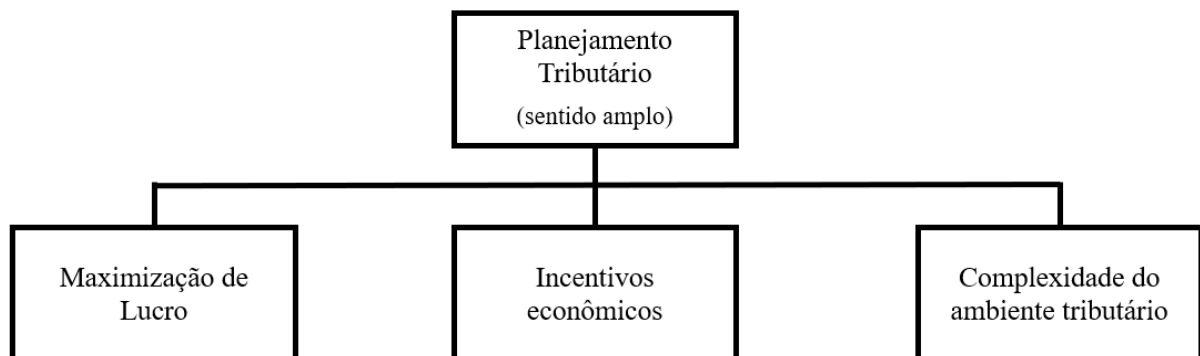 Planejamento
Tributário
(sentido amplo)
Maximização de
Lucro
Incentivos
econômicos
Complexidade do
ambiente tributário